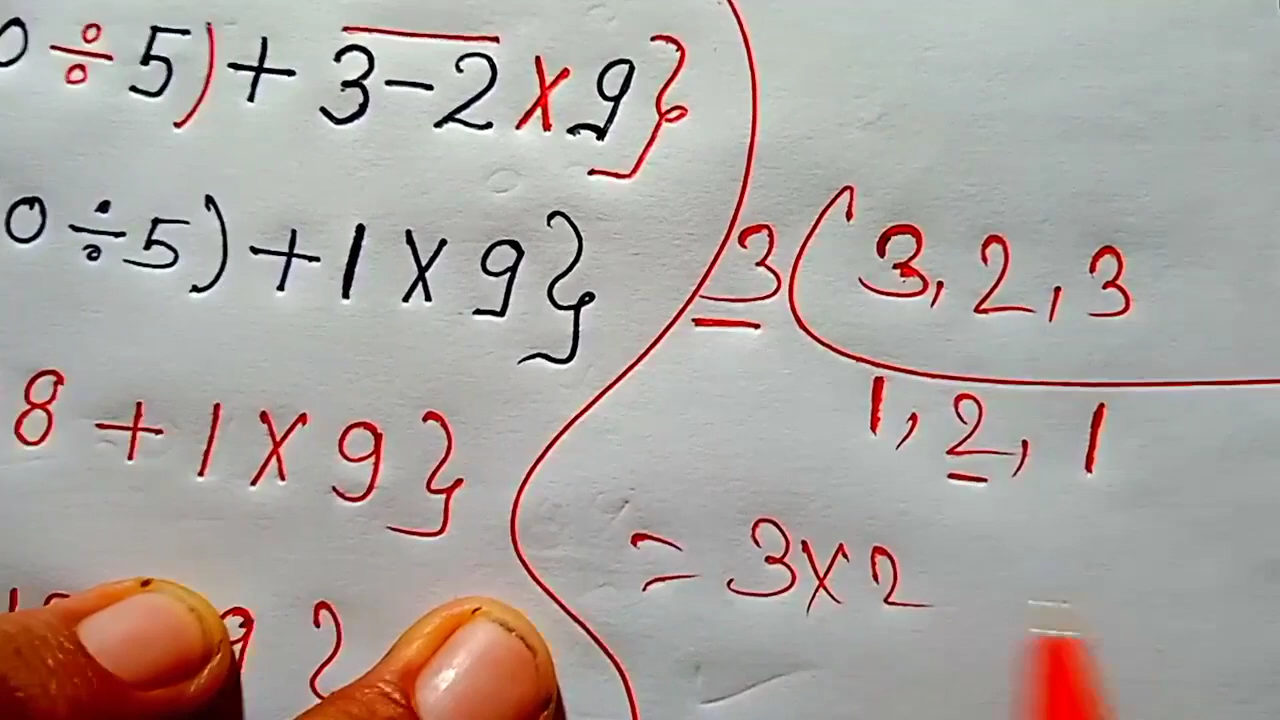 0 ÷ 5) + 3-2 × 9}
0 ÷ 5) + 1 × 9}
8 + 1 × 9}
9 }
3 ( 3, 2, 3
1, 2, 1
= 3×2